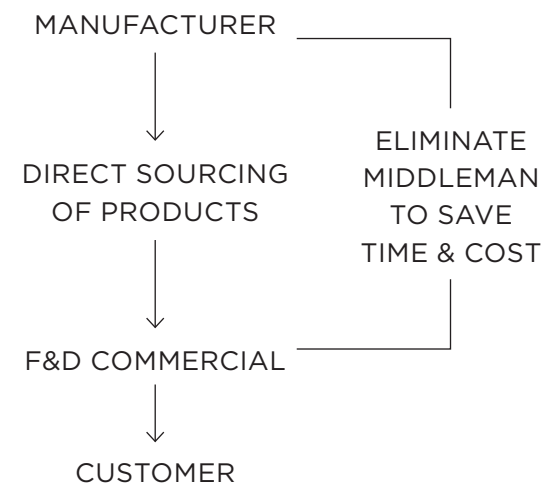 MANUFACTURER
DIRECT SOURCING
OF PRODUCTS
ELIMINATE
MIDDLEMAN
TO SAVE
TIME & COST
F&D COMMERCIAL
CUSTOMER